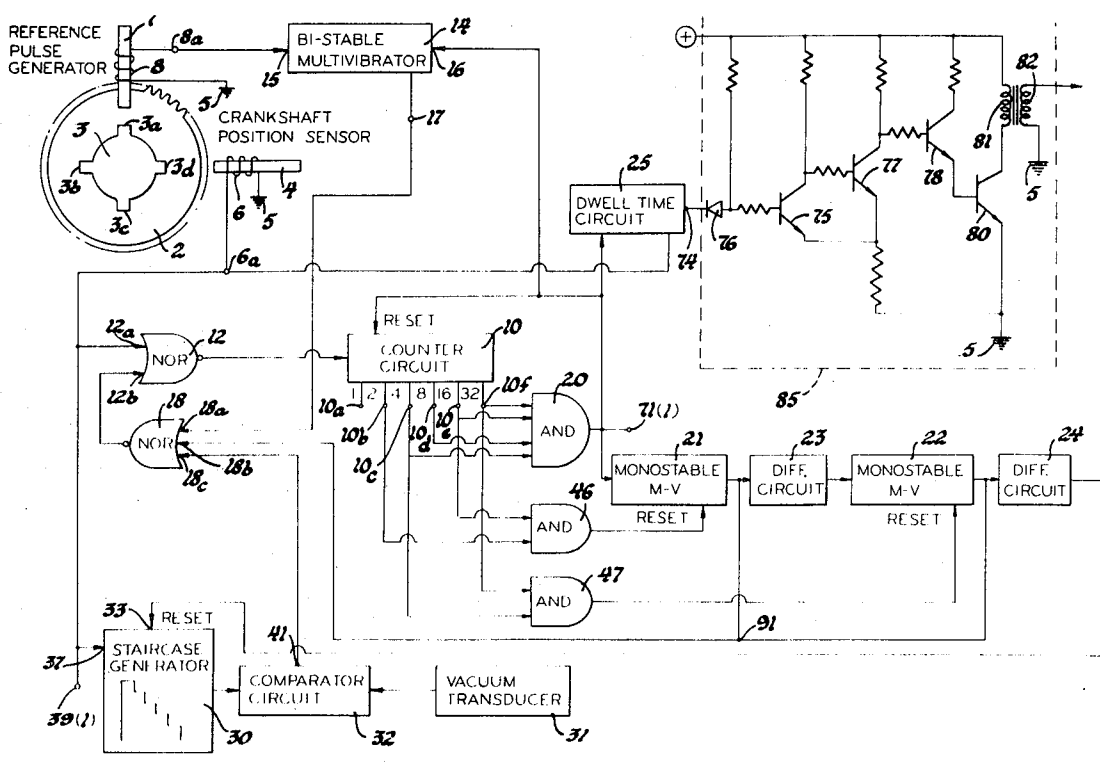 REFERENCE
PULSE
GENERATOR
1
8
8a
5
BI-STABLE
MULTIVIBRATOR
14
15
16
17
CRANKSHAFT
POSITION SENSOR
3
3a
3b
3c
3d
2
4
6
5
6a
25
DWELL TIME
CIRCUIT
74
76
75
77
78
80
81
82
5
5
85
12a
12
NOR
12b
18
NOR
18a
18b
18c
RESET
10
COUNTER
CIRCUIT
1 2 4 8 16 32
10a
10b
10c
10d
10e
10f
20
AND
71(1)
46
AND
47
AND
21
MONOSTABLE
M-V
RESET
23
DIFF.
CIRCUIT
22
MONOSTABLE
M-V
RESET
24
DIFF.
CIRCUIT
91
33
RESET
37
STAIRCASE
GENERATOR
39(1)
30
41
COMPARATOR
CIRCUIT
32
VACUUM
TRANSDUCER
31